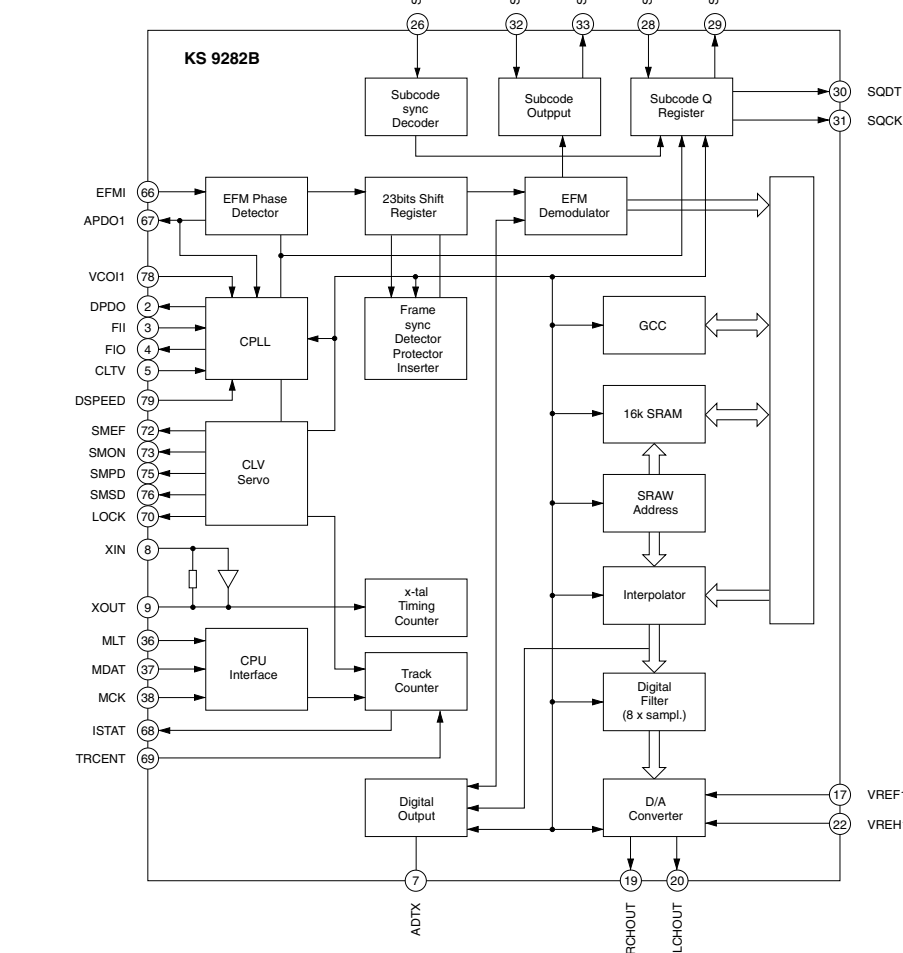 26
32
33
28
29
KS 9282B
Subcode
sync
Decoder
Subcode
Outpput
Subcode Q
Register
30 SQDT
31 SQCK
EFMI 66
APDO1 67
EFM Phase
Detector
23bits Shift
Register
EFM
Demodulator
VCOI1 78
DPDO 2
FII 3
FIO 4
CLTV 5
DSPEED 79
CPLL
Frame
sync
Detector
Protector
Inserter
GCC
16k SRAM
SMEF 72
SMON 73
SMPD 75
SMSD 76
LOCK 70
CLV
Servo
SRAW
Address
XIN 8
XOUT 9
x-tal
Timing
Counter
Interpolator
MLT 36
MDAT 37
MCK 38
CPU
Interface
Track
Counter
Digital
Filter
(8 x sampl.)
ISTAT 68
TRCENT 69
Digital
Output
D/A
Converter
17 VREF1
22 VREH
7
19
20
ADTX
RCHOUT
LCHOUT